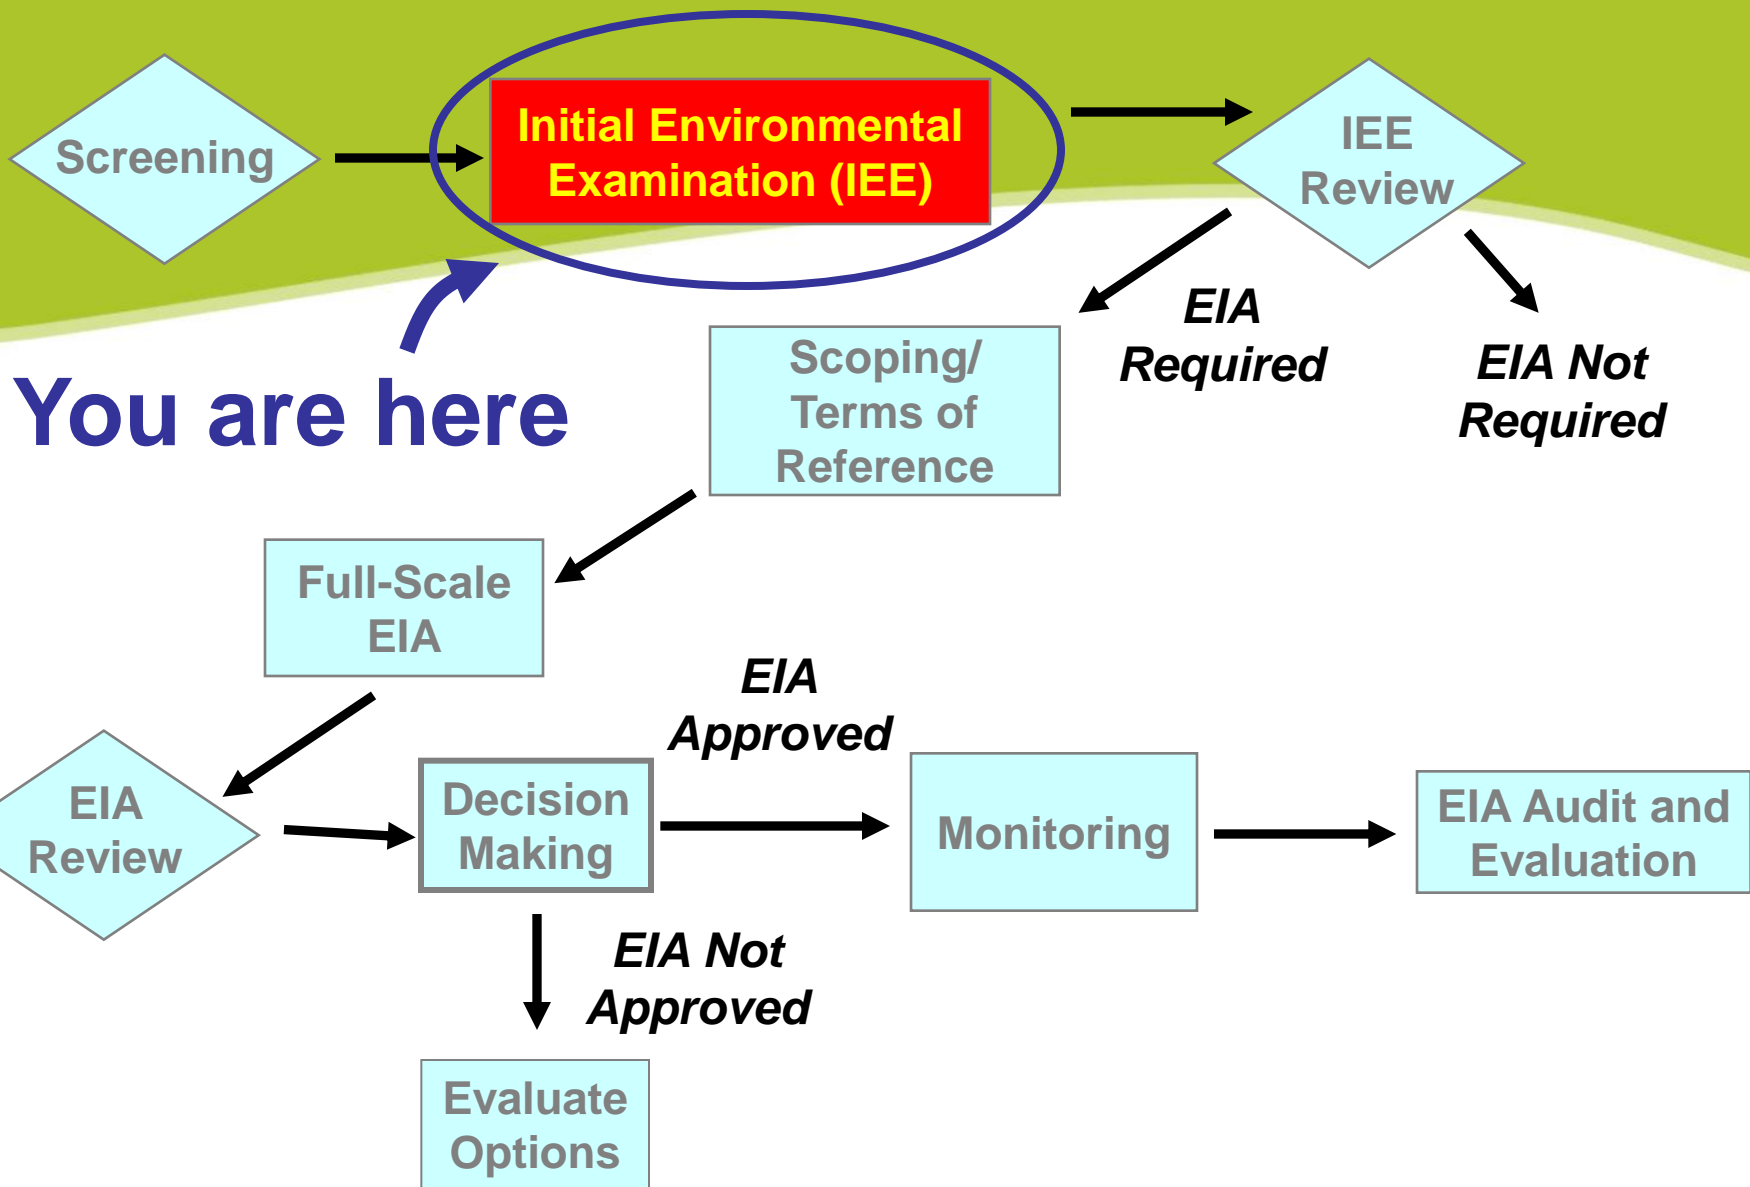 Screening
Initial Environmental
Examination (IEE)
IEE
Review
You are here
EIA
Required
EIA Not
Required
Scoping/
Terms of
Reference
Full-Scale
EIA
EIA
Review
Decision
Making
EIA
Approved
Monitoring
EIA Audit and
Evaluation
EIA Not
Approved
Evaluate
Options